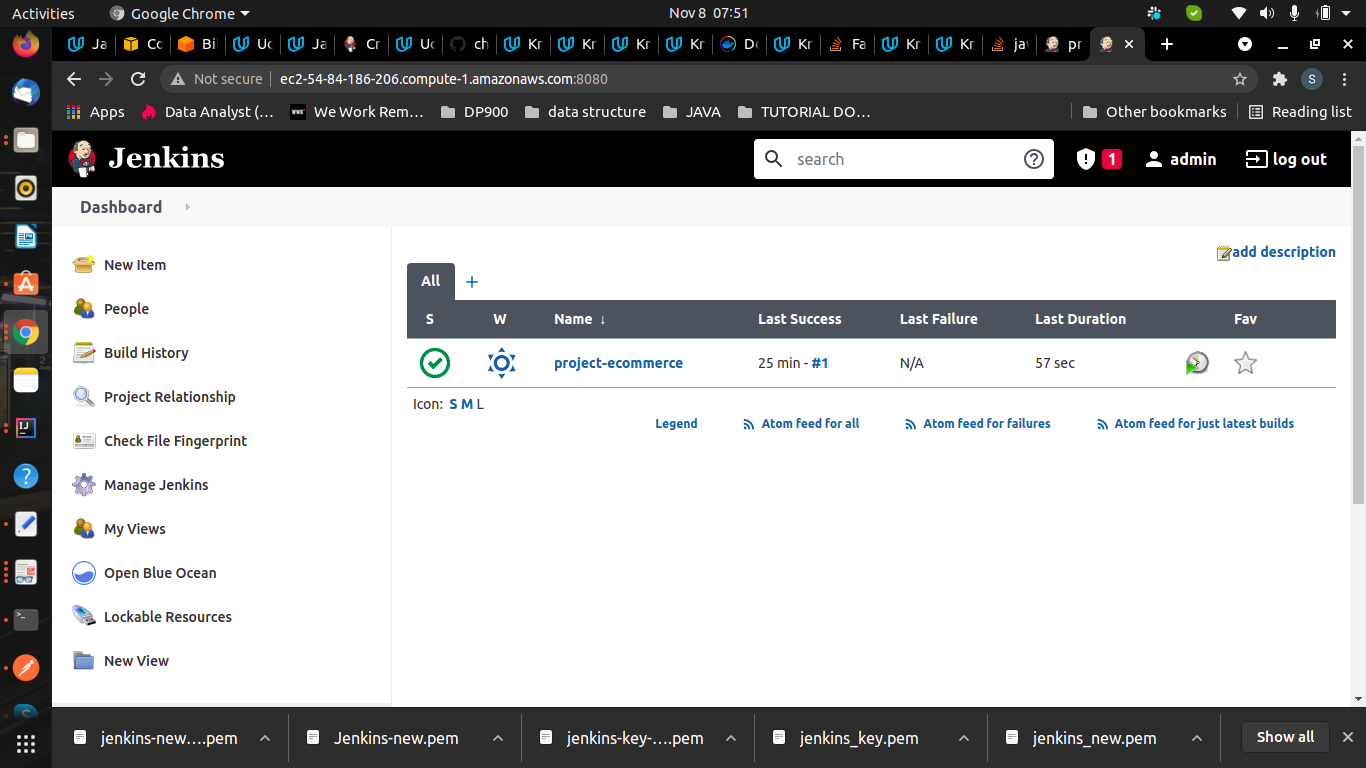 Activities Google Chrome Nov 8 07:51
Ja Co Bil Uc Ja Cr Uc ch Kr Kr Kr Kr Do Kr Fa Kr Kr jav pr
Not secure ec2-54-84-186-206.compute-1.amazonaws.com:8080 S
Apps Data Analyst (... We Work Rem... DP900 data structure JAVA TUTORIAL DO... Other bookmarks Reading list
Jenkins search 1 admin log out
Dashboard
New Item
People
Build History
Project Relationship
Check File Fingerprint
Manage Jenkins
My Views
Open Blue Ocean
Lockable Resources
New View
add description
All +
S W Name ↓ Last Success Last Failure Last Duration Fav
project-ecommerce 25 min - #1 N/A 57 sec
Icon: S M L
Legend Atom feed for all Atom feed for failures Atom feed for just latest builds
jenkins-new....pem Jenkins-new.pem jenkins-key-....pem jenkins_key.pem jenkins_new.pem Show all